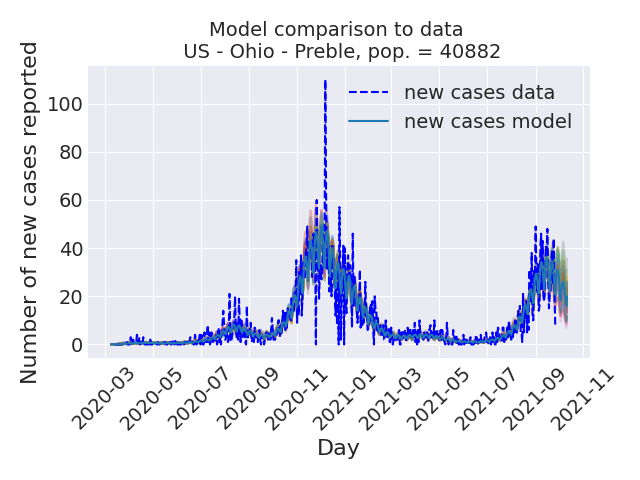 Model comparison to data
US - Ohio - Preble, pop. = 40882
Number of new cases reported
100
80
60
40
20
0
new cases data
new cases model
2020-03
2020-05
2020-07
2020-09
2020-11
2021-01
2021-03
2021-05
2021-07
2021-09
2021-11
Day